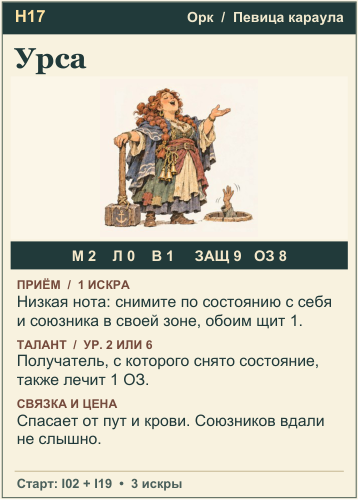 H17
Орк / Певица караула
Урса
М 2 Л 0 В 1 ЗАЩ 9 ОЗ 8
ПРИЁМ / 1 ИСКРА
Низкая нота: снимите по состоянию с себя
и союзника в своей зоне, обоим щит 1.
ТАЛАНТ / УР. 2 ИЛИ 6
Получатель, с которого снято состояние,
также лечит 1 ОЗ.
СВЯЗКА И ЦЕНА
Спасает от пут и крови. Союзников вдали
не слышно.
Старт: I02 + I19 • 3 искры